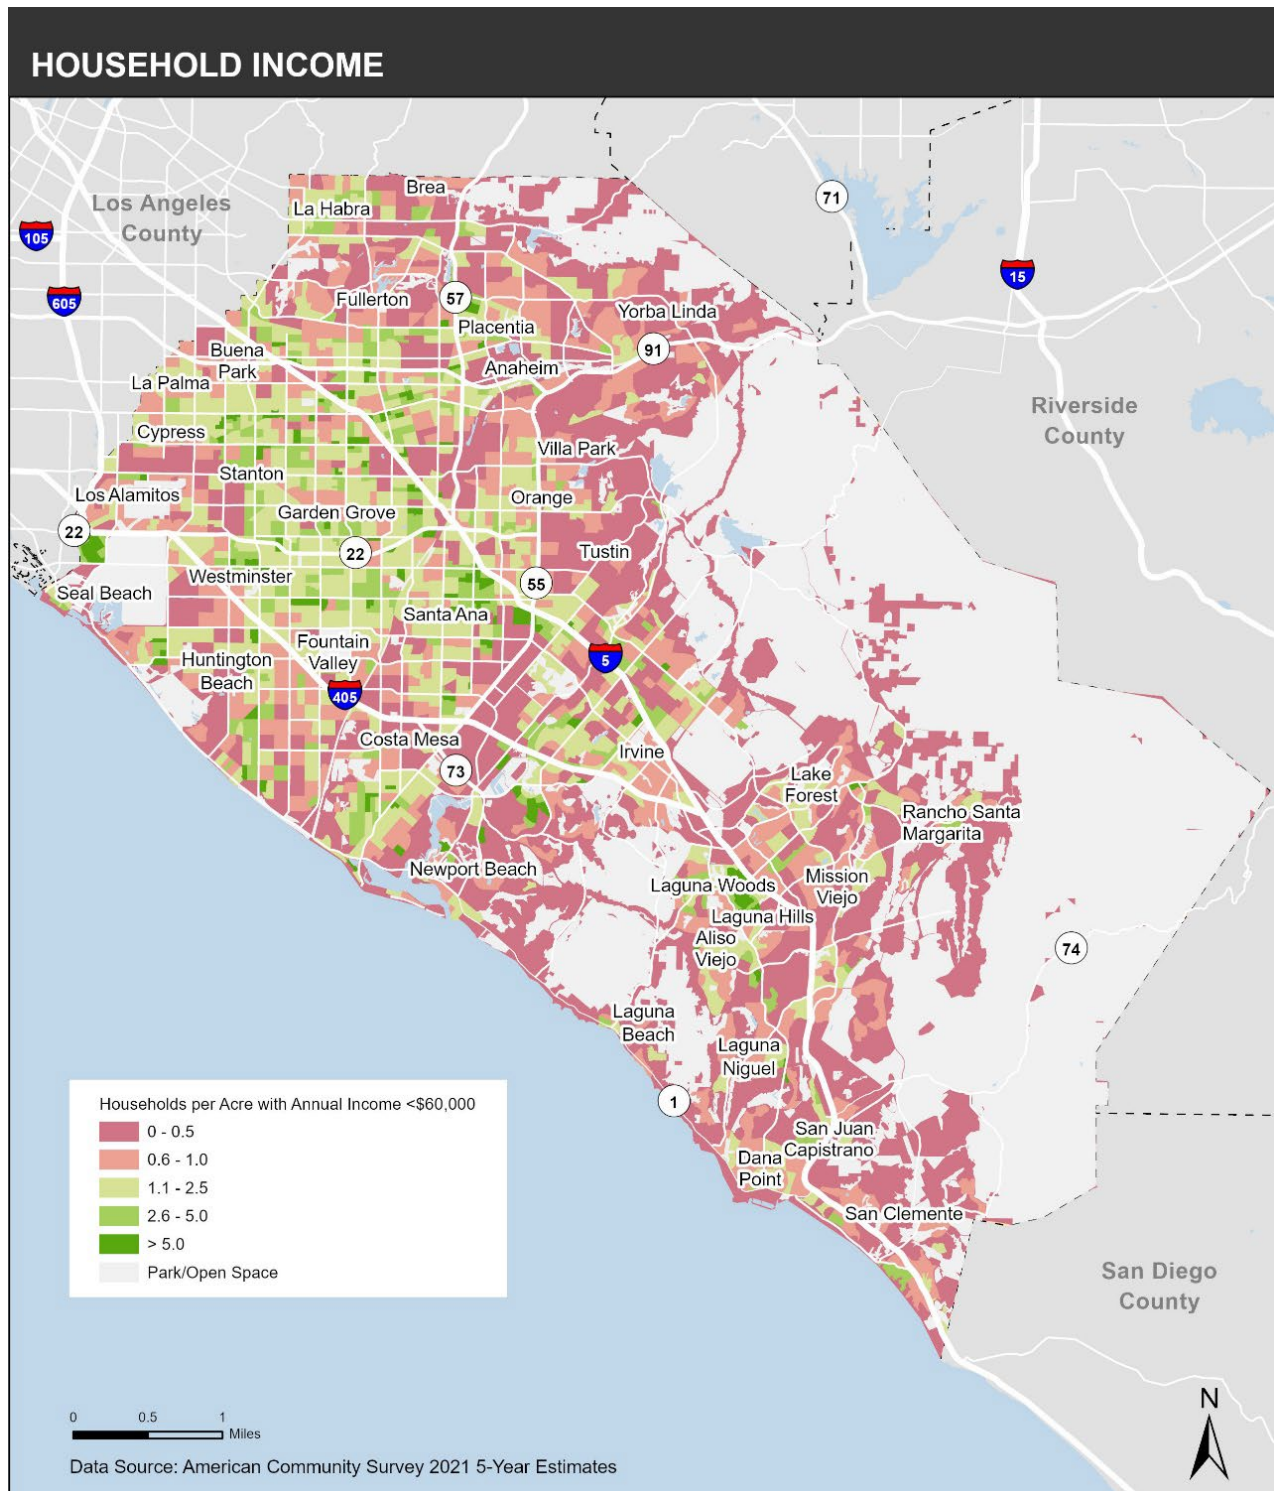 HOUSEHOLD INCOME
Los Angeles
County
105
605
71
15
Brea
La Habra
57
Fullerton
Placentia
Yorba Linda
91
Buena
Park
Anaheim
La Palma
Riverside
County
Cypress
Villa Park
Stanton
Los Alamitos
Orange
Garden Grove
22
22
Tustin
Westminster
55
Seal Beach
Santa Ana
Fountain
Valley
Huntington
Beach
5
405
Costa Mesa
Irvine
73
Lake
Forest
Rancho Santa
Margarita
Newport Beach
Laguna Woods
Mission
Viejo
Laguna Hills
Aliso
Viejo
74
Laguna
Beach
Laguna
Niguel
1
San Juan
Capistrano
Dana
Point
San Clemente
San Diego
County
Households per Acre with Annual Income <$60,000
0 - 0.5
0.6 - 1.0
1.1 - 2.5
2.6 - 5.0
> 5.0
Park/Open Space
0 0.5 1
Miles
N
Data Source: American Community Survey 2021 5-Year Estimates